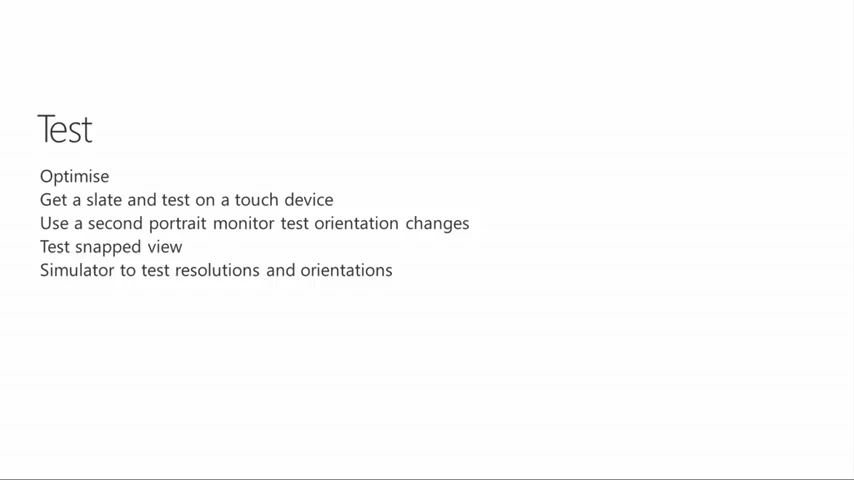 Test
Optimise
Get a slate and test on a touch device
Use a second portrait monitor test orientation changes
Test snapped view
Simulator to test resolutions and orientations